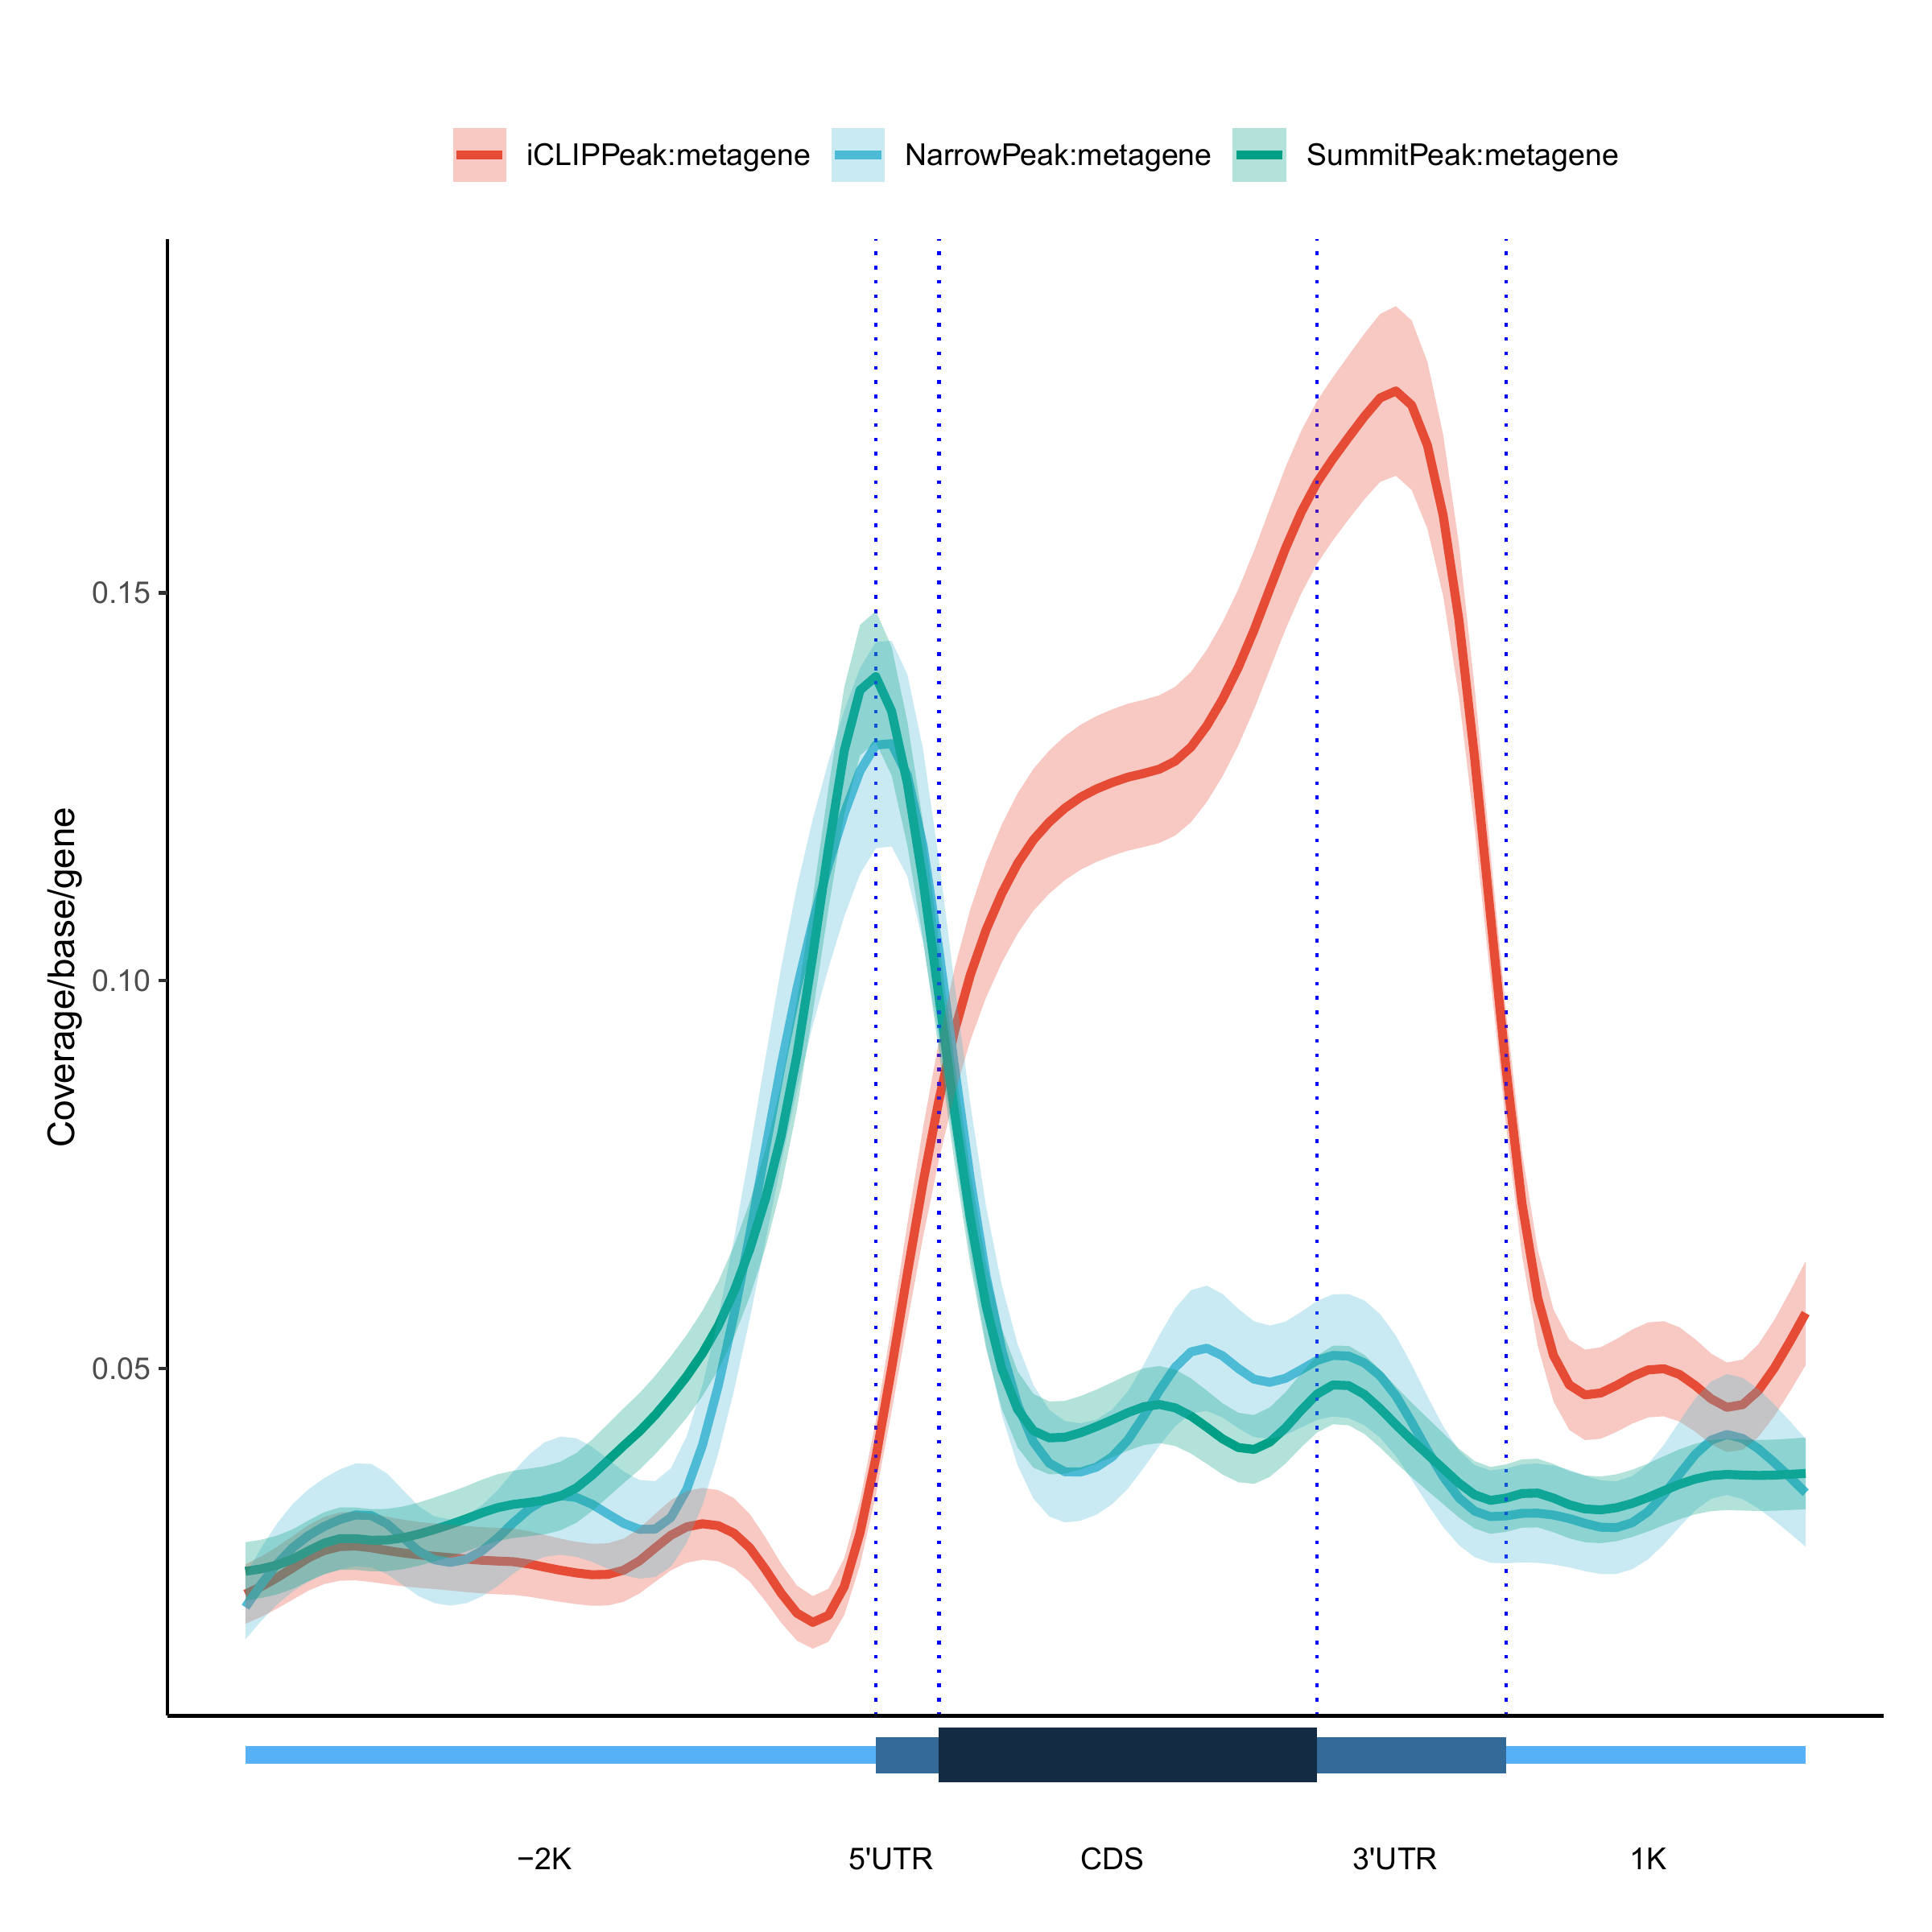 iCLIPPeak:metagene NarrowPeak:metagene SummitPeak:metagene
Coverage/base/gene
0.15
0.10
0.05
−2K 5'UTR CDS 3'UTR 1K